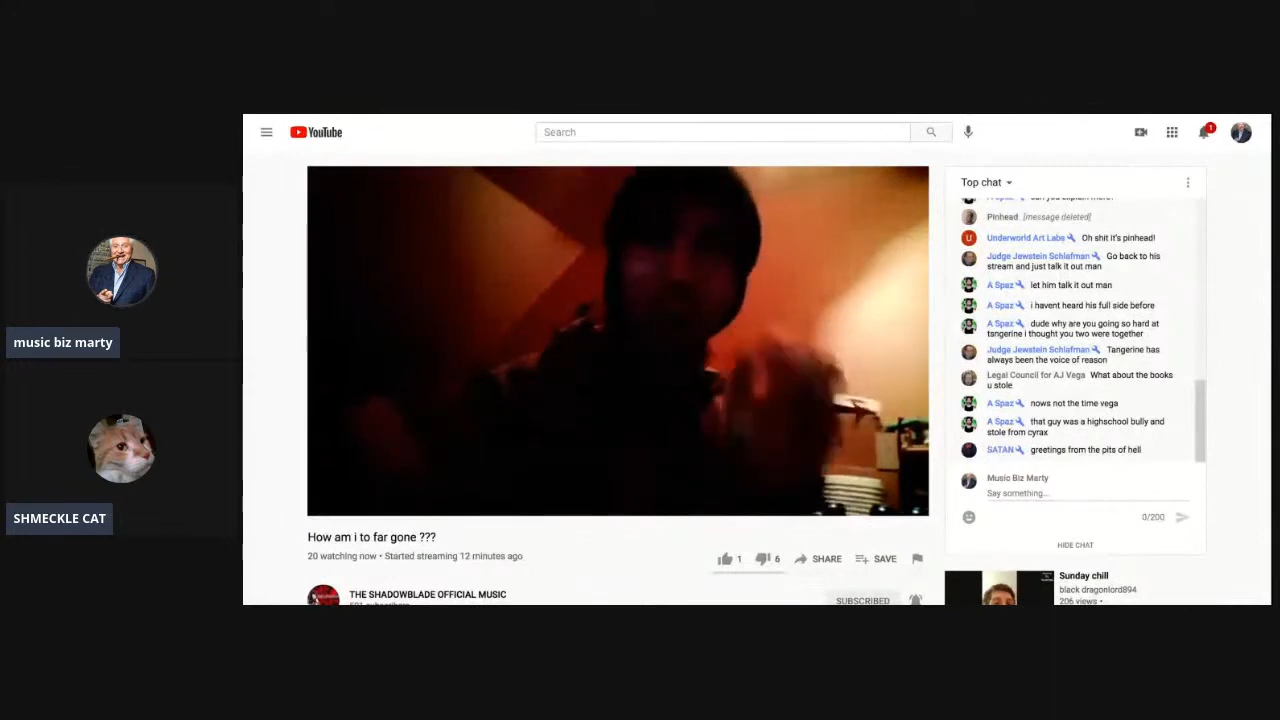 music biz marty
SHMECKLE CAT
YouTube
Search
1
Top chat
Pinhead [message deleted]
Underworld Art Labs Oh shit it's pinhead!
Judge Jewstein Schlafman Go back to his
stream and just talk it out man
A Spaz let him talk it out man
A Spaz i havent heard his full side before
A Spaz dude why are you going so hard at
tsngerine i thought you two were together
Judge Jewstein Schlafman Tangerine has
always been the voice of reason
Legal Council for AJ Vega What about the books
u stole
A Spaz nows not the time vega
A Spaz that guy was a highschool bully and
stole from cyrax
SATAN greetings from the pits of hell
Music Biz Marty
Say something...
0/200
HIDE CHAT
How am i to far gone ???
20 watching now • Started streaming 12 minutes ago
1 6 SHARE SAVE
THE SHADOWBLADE OFFICIAL MUSIC
SUBSCRIBED
Sunday chill
black dragonlord894
206 views •